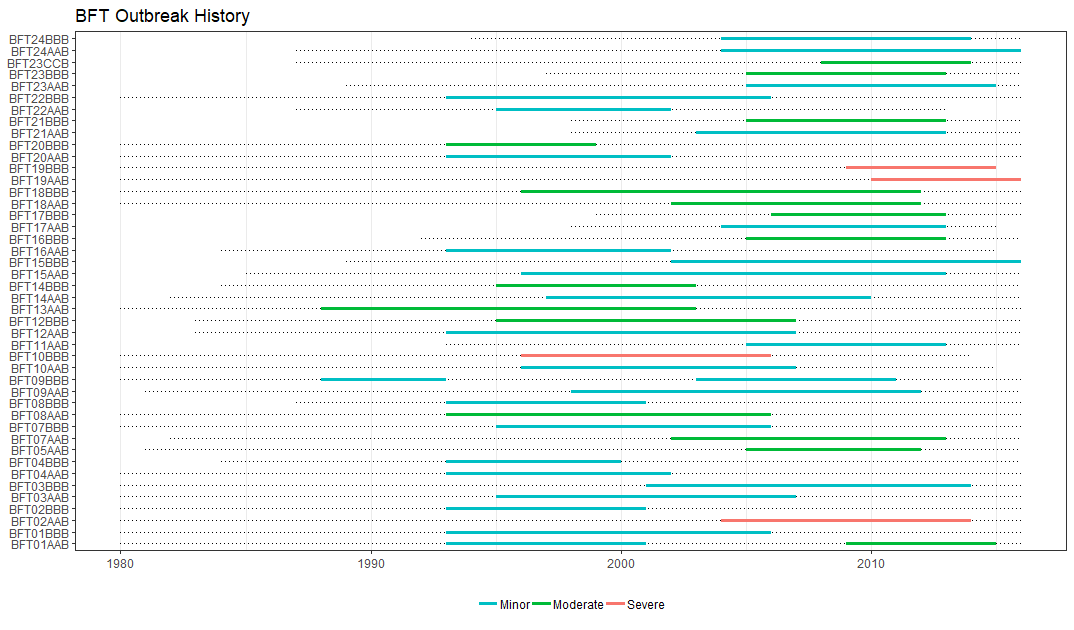 BFT Outbreak History
BFT24BBB
BFT24AAB
BFT23CCB
BFT23BBB
BFT23AAB
BFT22BBB
BFT22AAB
BFT21BBB
BFT21AAB
BFT20BBB
BFT20AAB
BFT19BBB
BFT19AAB
BFT18BBB
BFT18AAB
BFT17BBB
BFT17AAB
BFT16BBB
BFT16AAB
BFT15BBB
BFT15AAB
BFT14BBB
BFT14AAB
BFT13AAB
BFT12BBB
BFT12AAB
BFT11AAB
BFT10BBB
BFT10AAB
BFT09BBB
BFT09AAB
BFT08BBB
BFT08AAB
BFT07BBB
BFT07AAB
BFT05AAB
BFT04BBB
BFT04AAB
BFT03BBB
BFT03AAB
BFT02BBB
BFT02AAB
BFT01BBB
BFT01AAB
1980 1990 2000 2010
Minor Moderate Severe